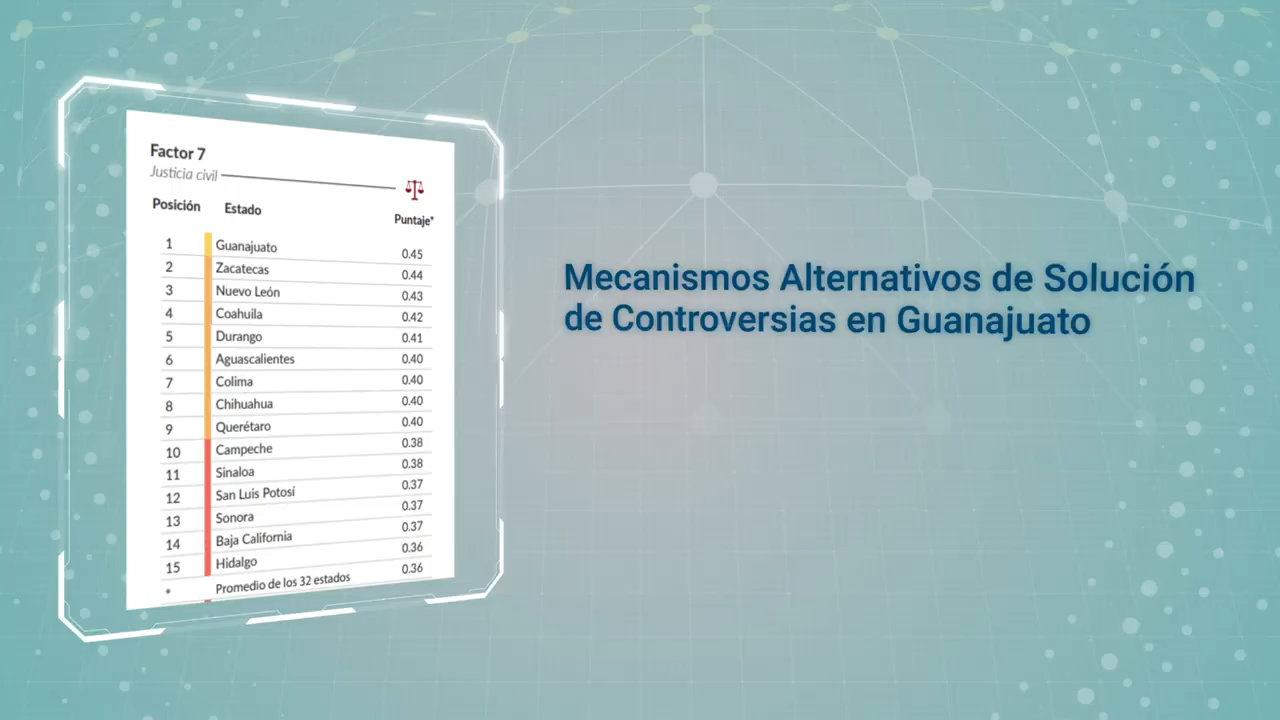 Factor 7
Justicia civil
Posición Estado Puntaje*
1 Guanajuato 0.45
2 Zacatecas 0.44
3 Nuevo León 0.43
4 Coahuila 0.42
5 Durango 0.41
6 Aguascalientes 0.40
7 Colima 0.40
8 Chihuahua 0.40
9 Querétaro 0.40
10 Campeche 0.38
11 Sinaloa 0.38
12 San Luis Potosí 0.37
13 Sonora 0.37
14 Baja California 0.37
15 Hidalgo 0.36
* Promedio de los 32 estados 0.36
Mecanismos Alternativos de Solución
de Controversias en Guanajuato